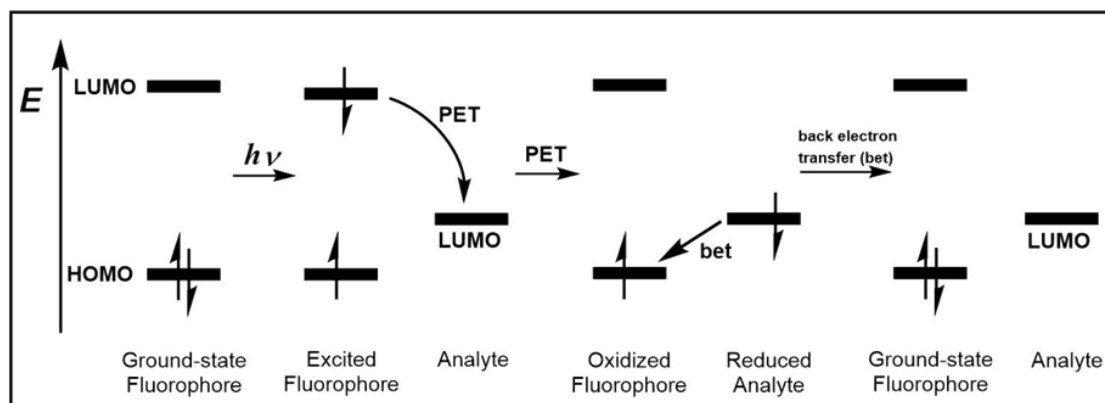 E
LUMO
HOMO
hν
PET
LUMO
PET
bet
back electron
transfer (bet)
LUMO
Ground-state
Fluorophore
Excited
Fluorophore
Analyte
Oxidized
Fluorophore
Reduced
Analyte
Ground-state
Fluorophore
Analyte